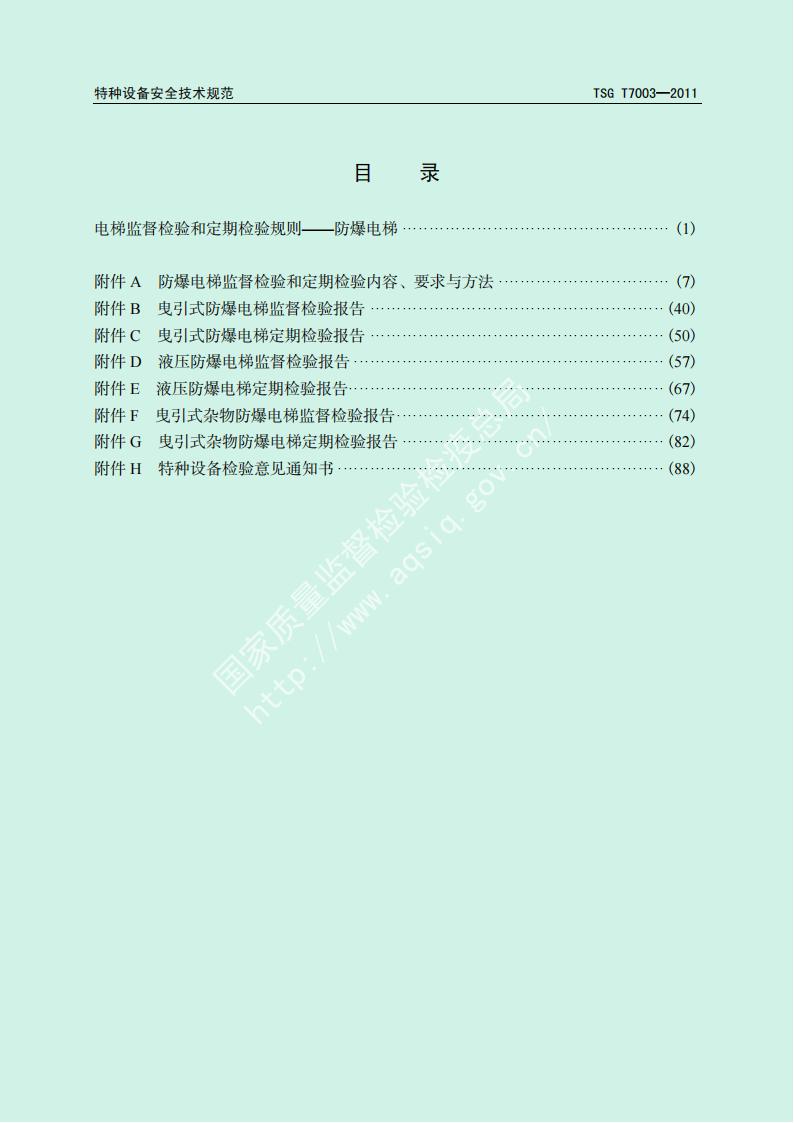 特种设备安全技术规范 TSG T7003—2011
目 录
电梯监督检验和定期检验规则——防爆电梯 ………………………………………… (1)
附件 A 防爆电梯监督检验和定期检验内容、要求与方法 ………………………… (7)
附件 B 曳引式防爆电梯监督检验报告 ……………………………………………… (40)
附件 C 曳引式防爆电梯定期检验报告 ……………………………………………… (50)
附件 D 液压防爆电梯监督检验报告 ………………………………………………… (57)
附件 E 液压防爆电梯定期检验报告 ………………………………………………… (67)
附件 F 曳引式杂物防爆电梯监督检验报告 ………………………………………… (74)
附件 G 曳引式杂物防爆电梯定期检验报告 ………………………………………… (82)
附件 H 特种设备检验意见通知书 …………………………………………………… (88)
国家质量监督检验检疫总局
http://www.aqsiq.gov.cn/